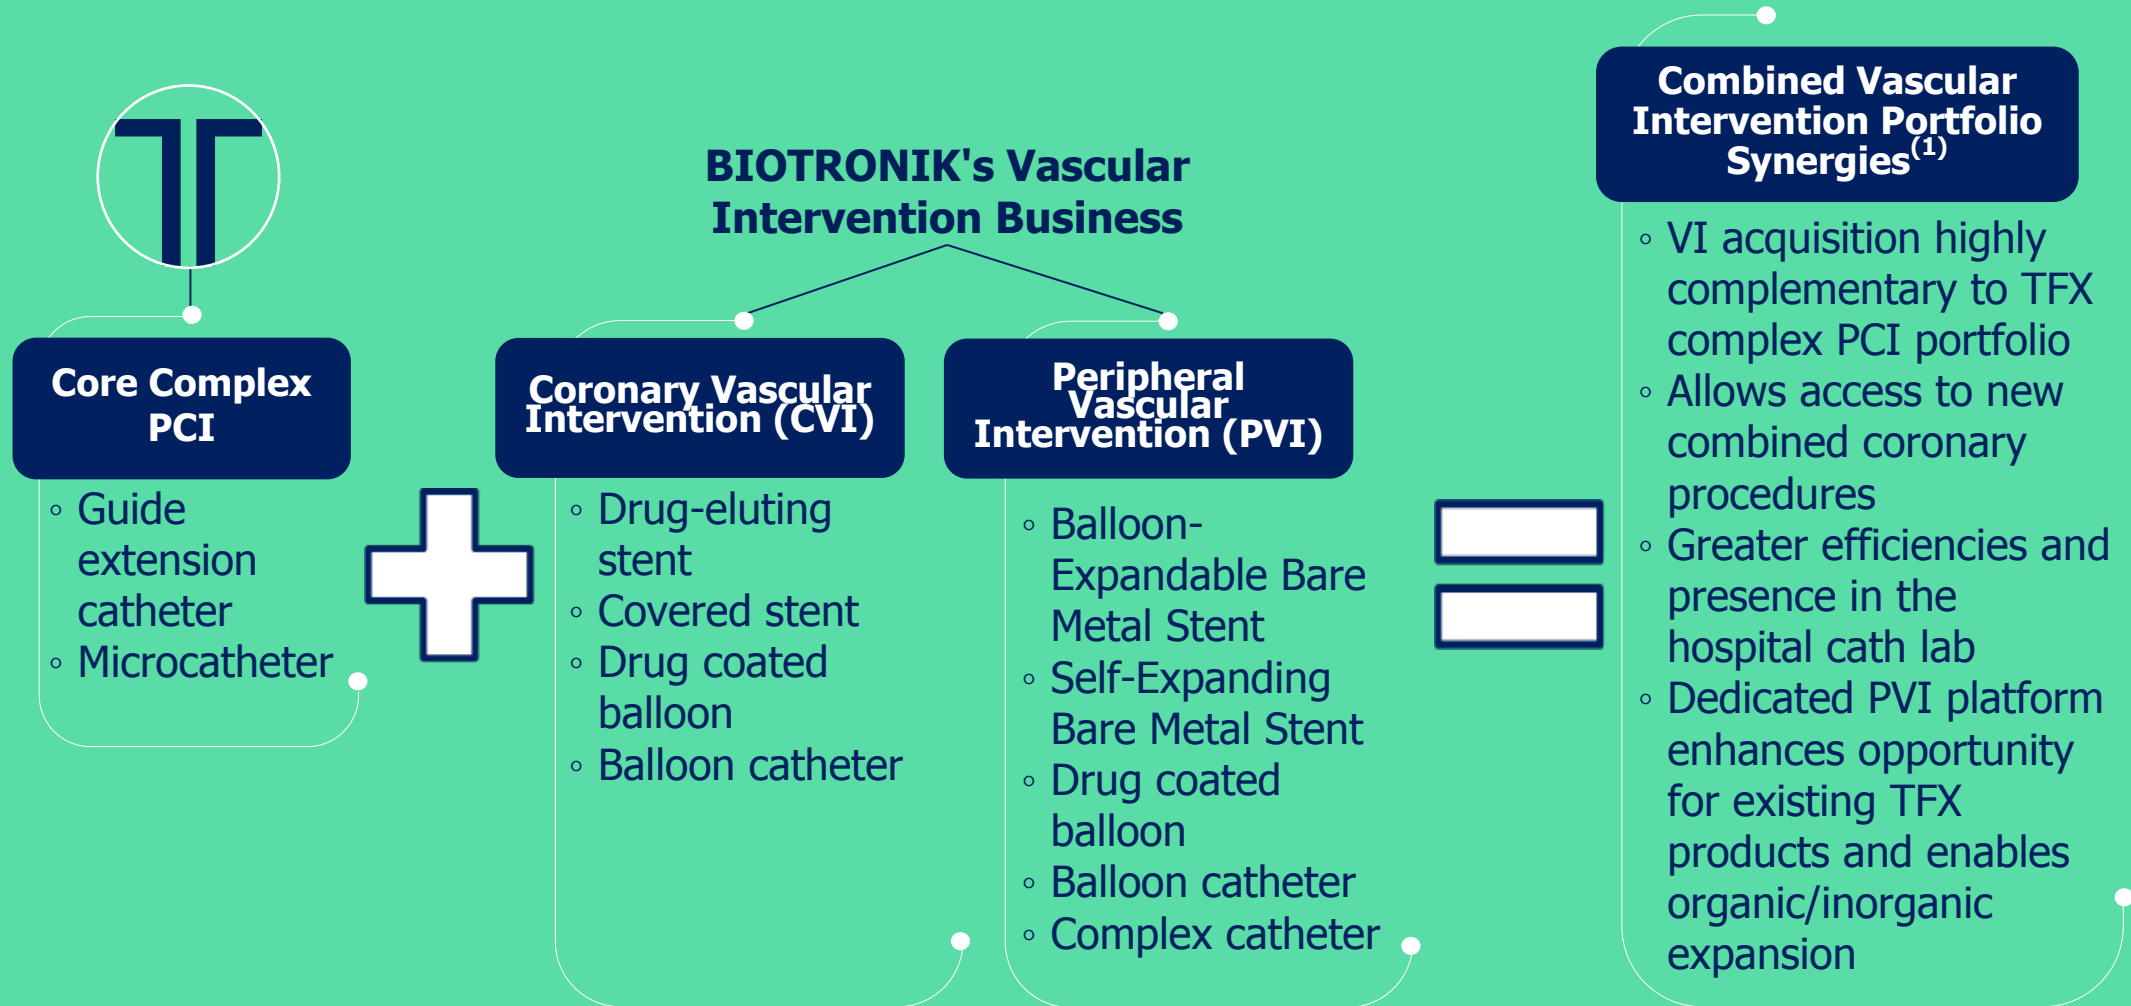 BIOTRONIK's Vascular
Intervention Business
Core Complex
PCI
◦ Guide
extension
catheter
◦ Microcatheter
Coronary Vascular
Intervention (CVI)
◦ Drug-eluting
stent
◦ Covered stent
◦ Drug coated
balloon
◦ Balloon catheter
Peripheral
Vascular
Intervention (PVI)
◦ Balloon-
Expandable Bare
Metal Stent
◦ Self-Expanding
Bare Metal Stent
◦ Drug coated
balloon
◦ Balloon catheter
◦ Complex catheter
Combined Vascular
Intervention Portfolio
Synergies(1)
◦ VI acquisition highly
complementary to TFX
complex PCI portfolio
◦ Allows access to new
combined coronary
procedures
◦ Greater efficiencies and
presence in the
hospital cath lab
◦ Dedicated PVI platform
enhances opportunity
for existing TFX
products and enables
organic/inorganic
expansion